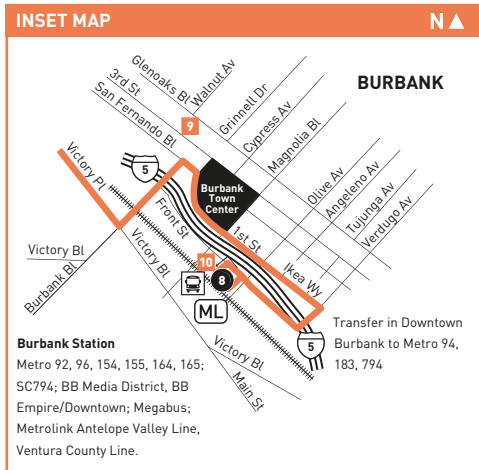 INSET MAP
N
BURBANK
Glenoaks Bl
Walnut Av
3rd St
San Fernando Bl
Grinnell Dr
Cypress Av
Magnolia Bl
9
Victory Pl
5
Burbank
Town
Center
Olive Av
Angeleno Av
Tujunga Av
Verdugo Av
Front St
1st St
Victory Bl
Burbank Bl
Victory Bl
10
8
Ikea Wy
ML
5
Transfer in Downtown
Burbank to Metro 94,
183, 794
Victory Bl
Main St
Burbank Station
Metro 92, 96, 154, 155, 164, 165;
SC794; BB Media District, BB
Empire/Downtown; Megabus;
Metrolink Antelope Valley Line,
Ventura County Line.